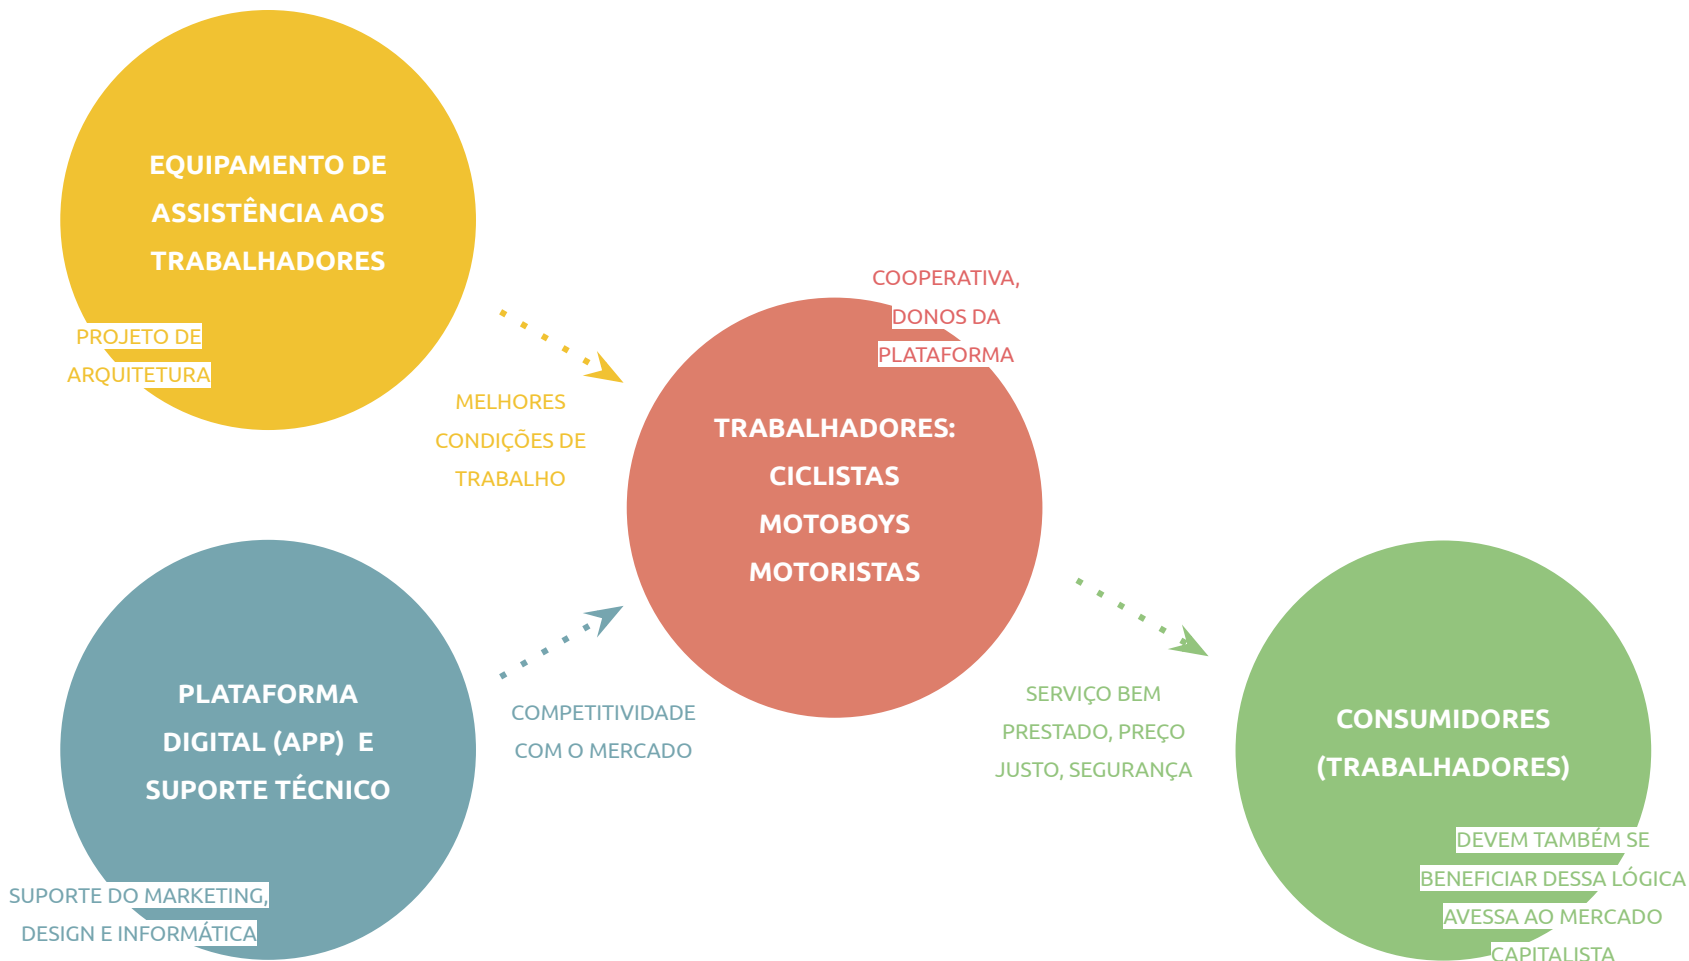 EQUIPAMENTO DE
ASSISTÊNCIA AOS
TRABALHADORES
PROJETO DE
ARQUITETURA
MELHORES
CONDIÇÕES DE
TRABALHO
COOPERATIVA,
DONOS DA
PLATAFORMA
TRABALHADORES:
CICLISTAS
MOTOBOYS
MOTORISTAS
PLATAFORMA
DIGITAL (APP) E
SUPORTE TÉCNICO
SUPORTE DO MARKETING,
DESIGN E INFORMÁTICA
COMPETITIVIDADE
COM O MERCADO
SERVIÇO BEM
PRESTADO, PREÇO
JUSTO, SEGURANÇA
CONSUMIDORES
(TRABALHADORES)
DEVEM TAMBÉM SE
BENEFICIAR DESSA LÓGICA
AVESSA AO MERCADO
CAPITALISTA